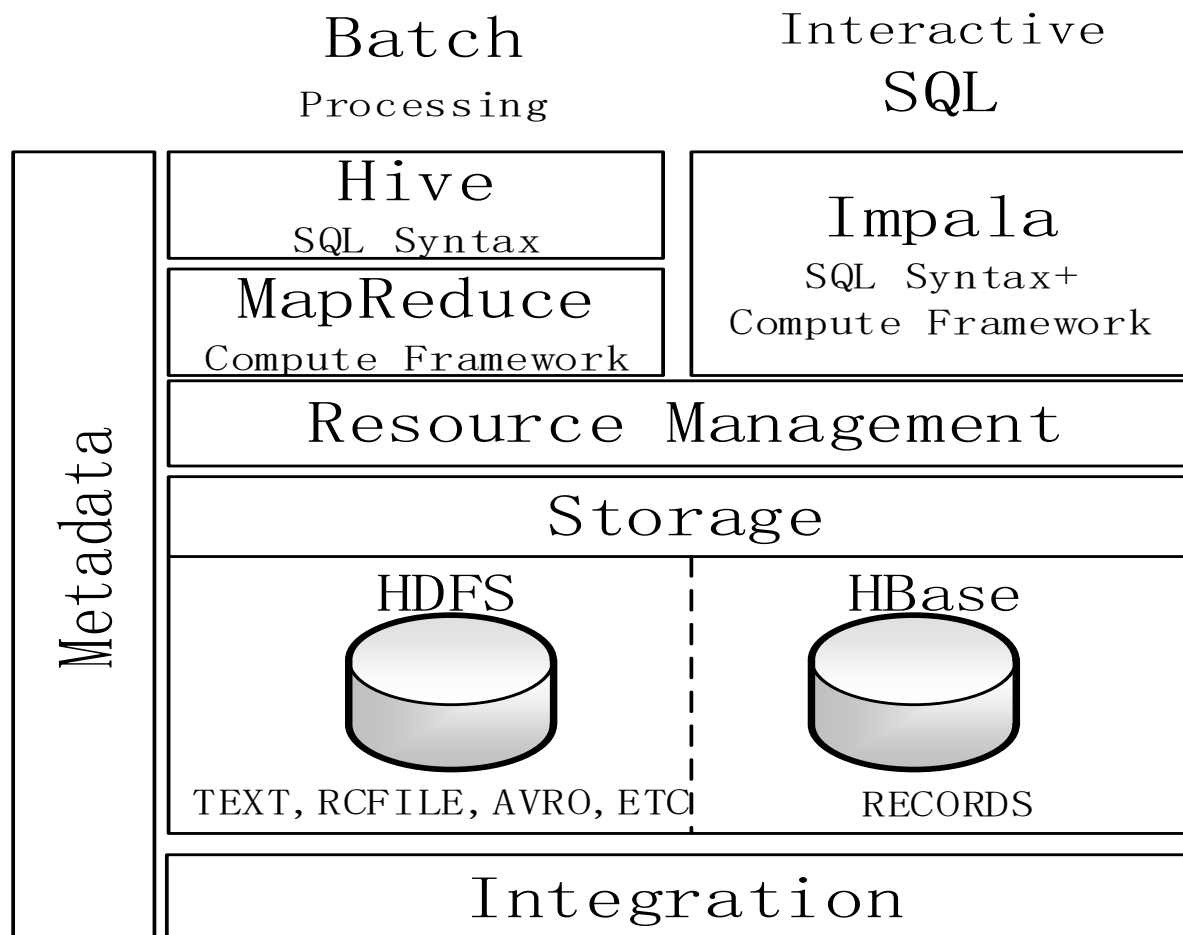 Batch
Processing
Interactive
SQL
Metadata
Hive
SQL Syntax
MapReduce
Compute Framework
Impala
SQL Syntax+
Compute Framework
Resource Management
Storage
HDFS
TEXT, RCFILE, AVRO, ETC
HBase
RECORDS
Integration